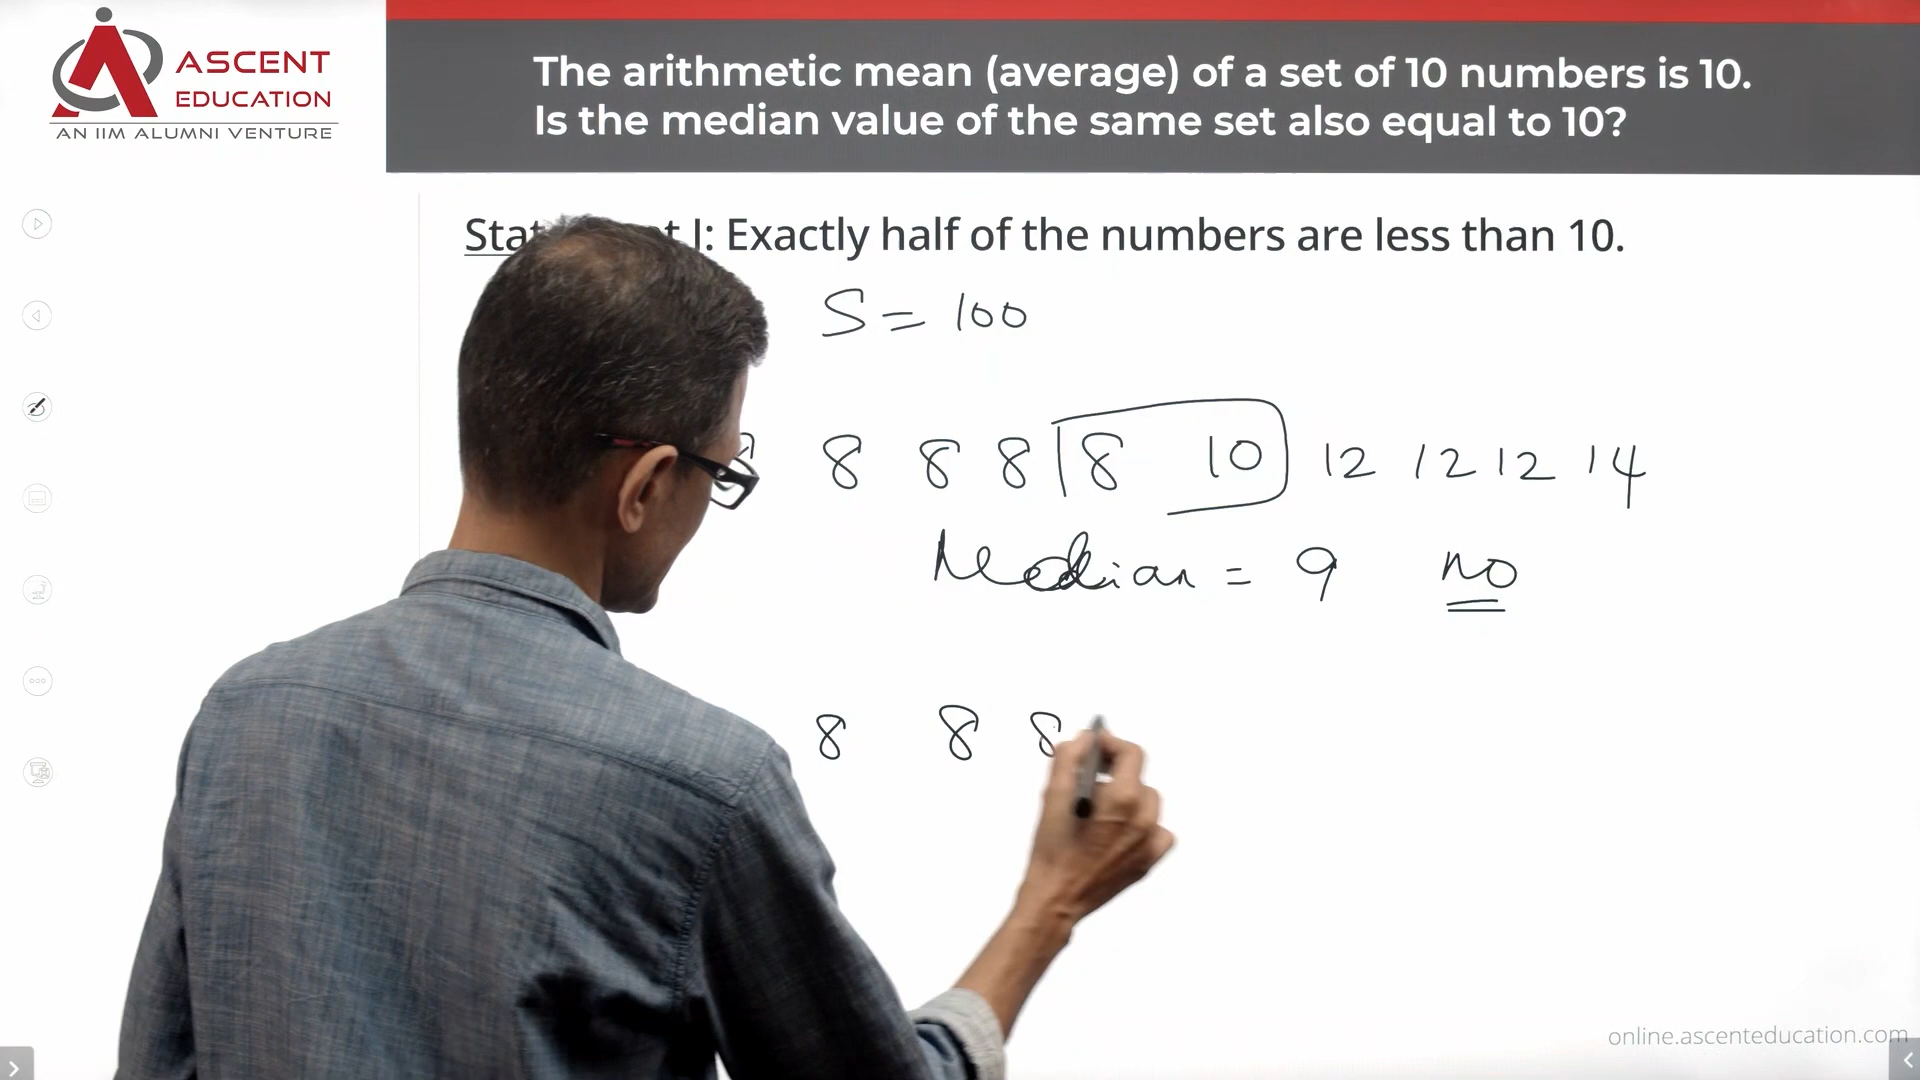 ASCENT
EDUCATION
AN IIM ALUMNI VENTURE
The arithmetic mean (average) of a set of 10 numbers is 10.
Is the median value of the same set also equal to 10?
I: Exactly half of the numbers are less than 10.
S = 100
8 8 8 8 10 12 12 12 14
Median = 9 no
8 8 8
online.ascenteducation.com